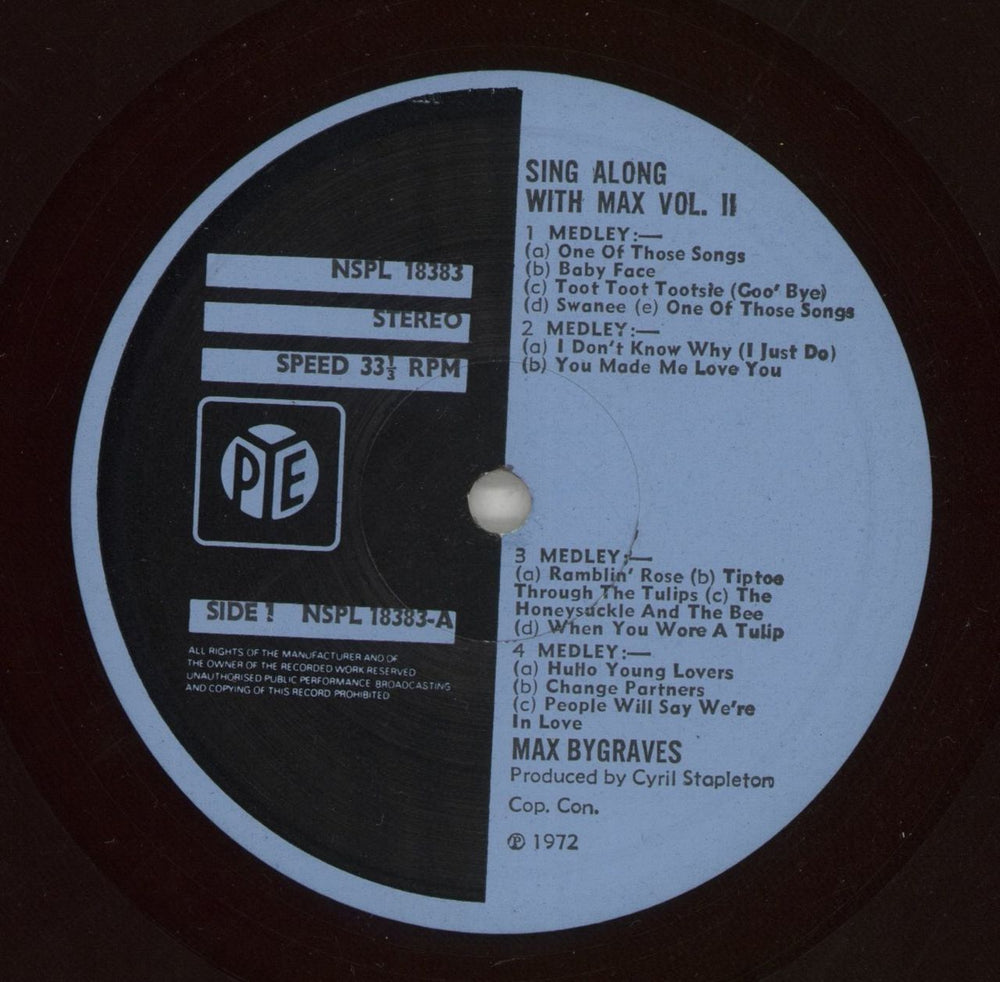 NSPL 18383
STEREO
SPEED 33⅓ RPM
PYE
SIDE 1 NSPL 18383-A
ALL RIGHTS OF THE MANUFACTURER AND OF
THE OWNER OF THE RECORDED WORK RESERVED
UNAUTHORISED PUBLIC PERFORMANCE BROADCASTING
AND COPYING OF THIS RECORD PROHIBITED
SING ALONG
WITH MAX VOL. II
1 MEDLEY:—
(a) One Of Those Songs
(b) Baby Face
(c) Toot Toot Tootsie (Goo' Bye)
(d) Swanee (e) One Of Those Songs
2 MEDLEY:—
(a) I Don't Know Why (I Just Do)
(b) You Made Me Love You
3 MEDLEY:—
(a) Ramblin' Rose (b) Tiptoe
Through The Tulips (c) The
Honeysuckle And The Bee
(d) When You Wore A Tulip
4 MEDLEY:—
(a) Hullo Young Lovers
(b) Change Partners
(c) People Will Say We're
In Love
MAX BYGRAVES
Produced by Cyril Stapleton
Cop. Con.
℗ 1972